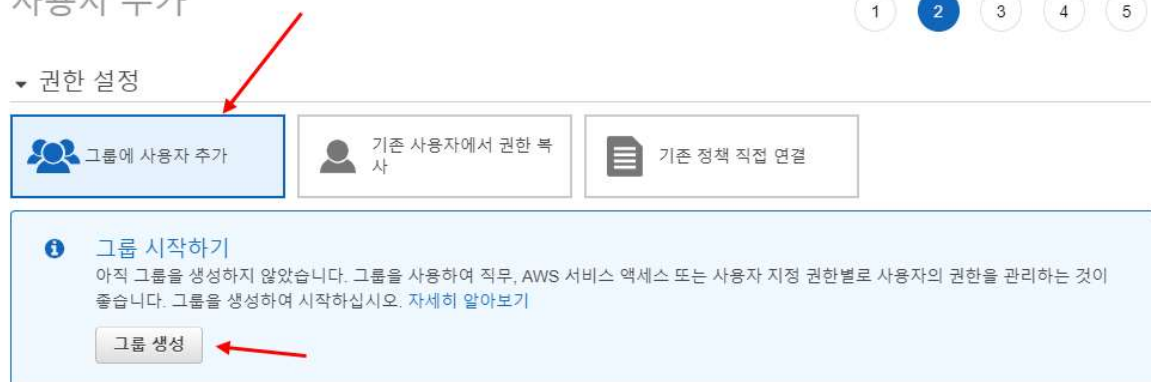 사용자 추가
1 2 3 4 5
권한 설정
그룹에 사용자 추가
기존 사용자에서 권한 복
사
기존 정책 직접 연결
그룹 시작하기
아직 그룹을 생성하지 않았습니다. 그룹을 사용하여 직무, AWS 서비스 액세스 또는 사용자 지정 권한별로 사용자의 권한을 관리하는 것이
좋습니다. 그룹을 생성하여 시작하십시오. 자세히 알아보기
그룹 생성